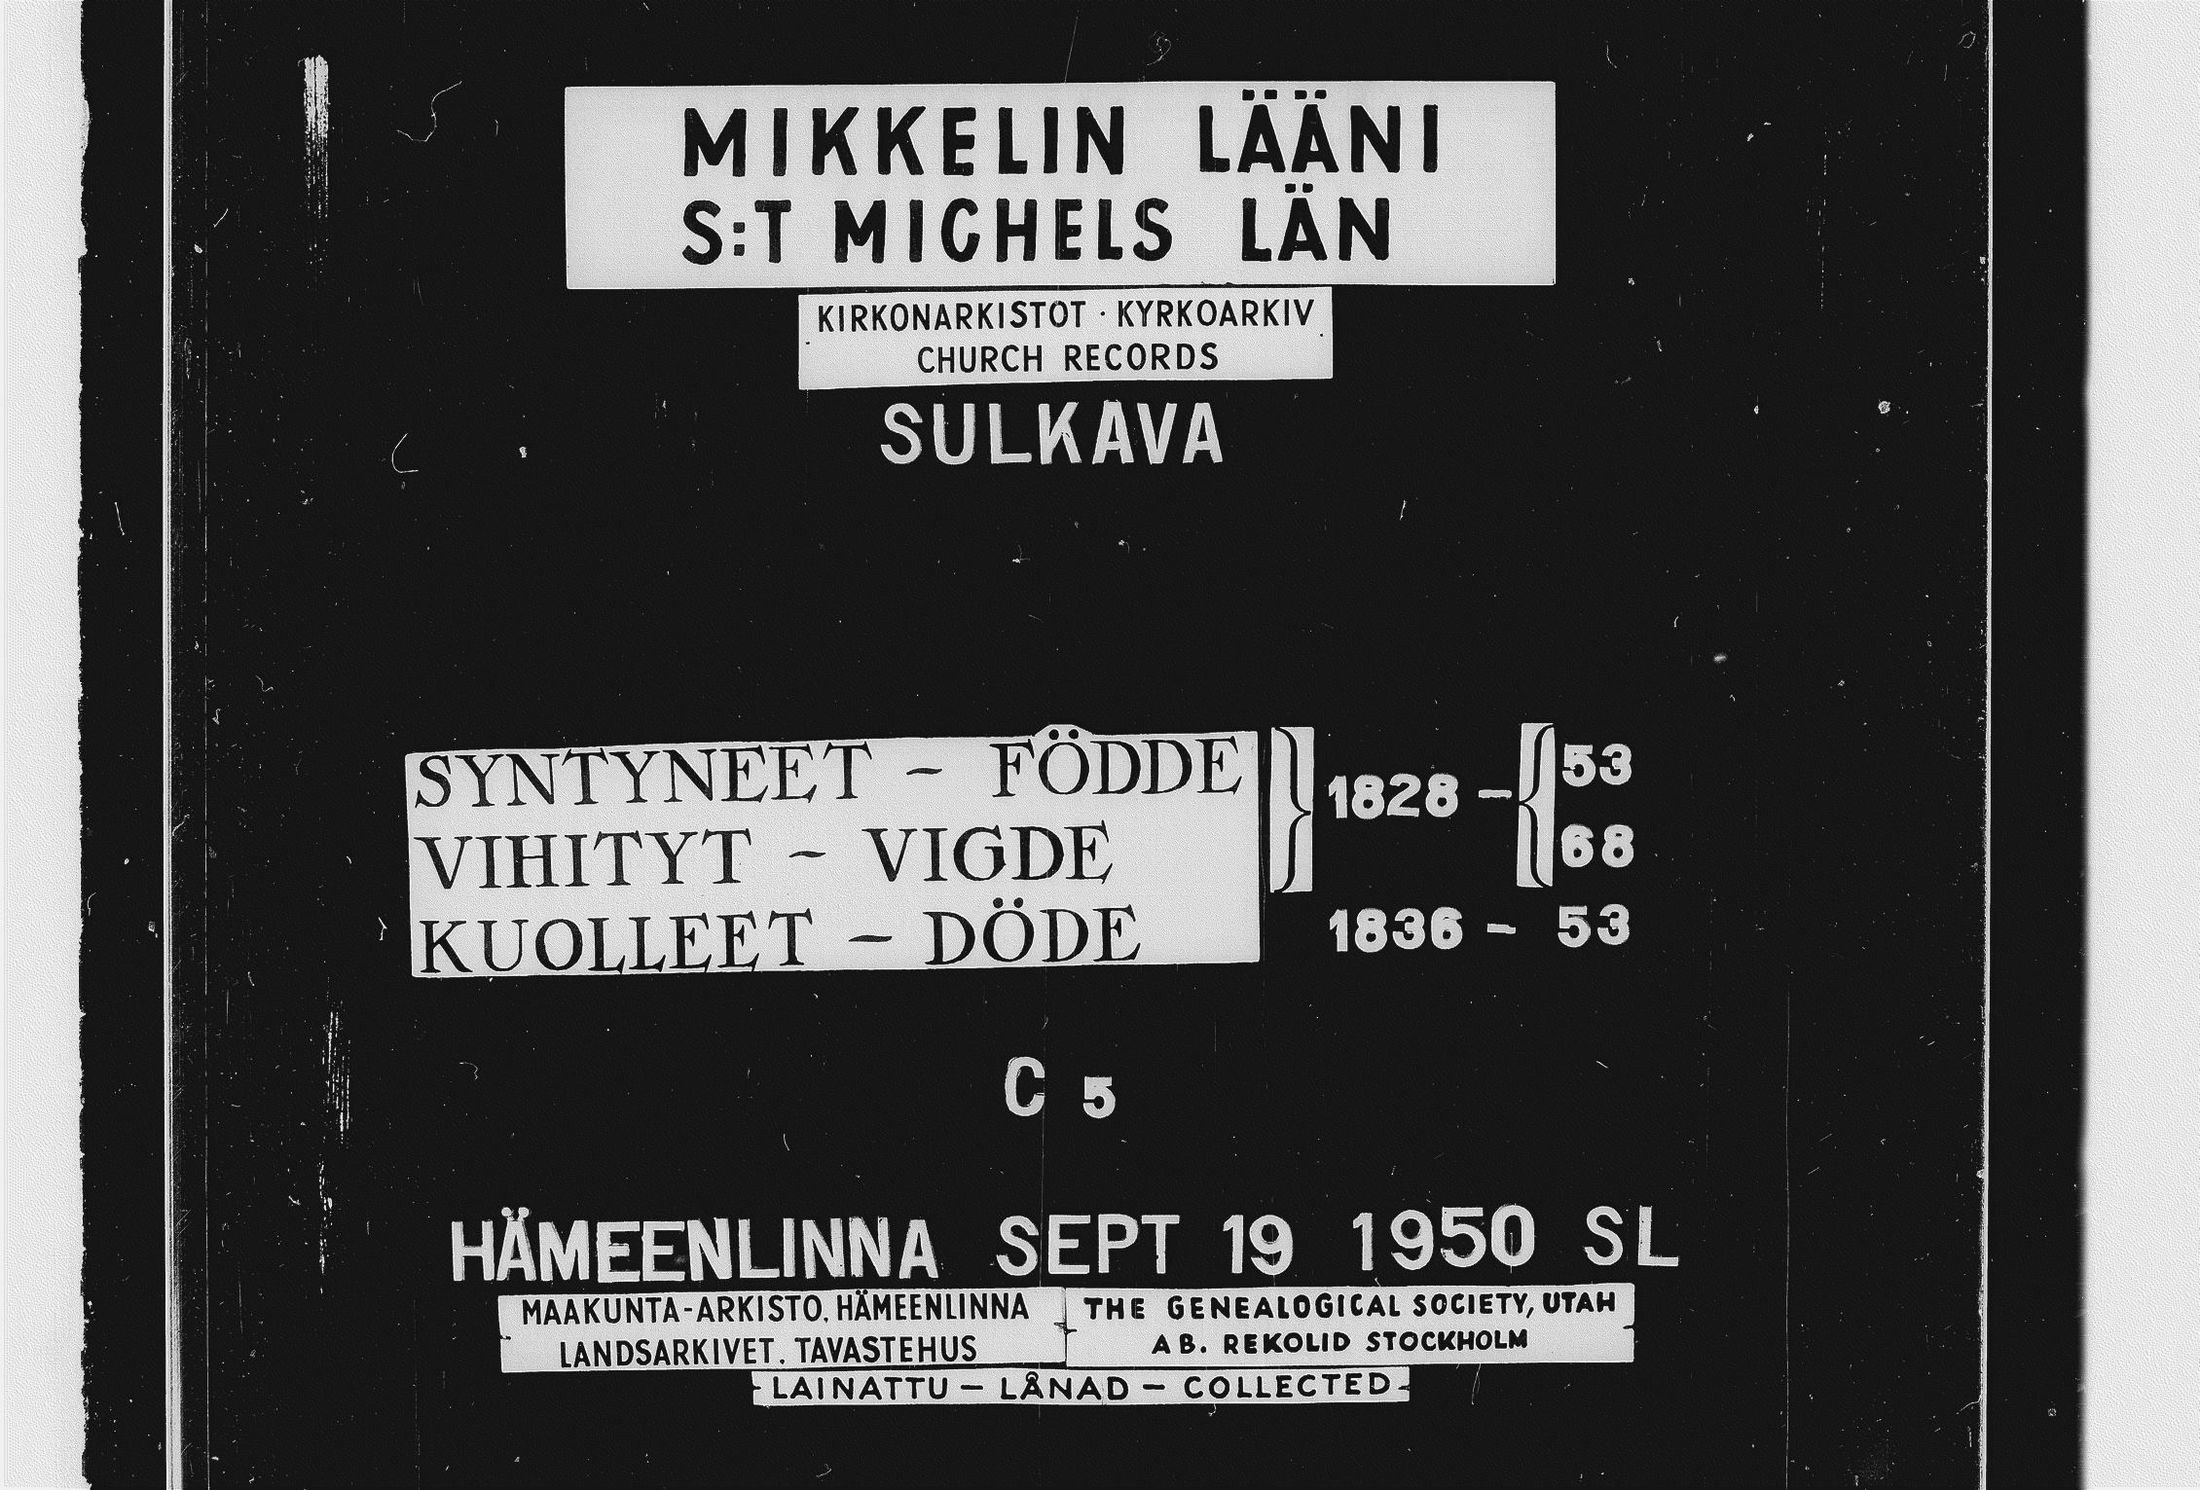 MIKKELIN LÄÄNI
S:T MICHELS LÄN
KIRKONARKISTOT · KYRKOARKIV
CHURCH RECORDS
SULKAVA
SYNTYNEET – FÖDDE } 1828 – { 53
VIHITYT – VIGDE 68
KUOLLEET – DÖDE 1836 – 53
C 5
HÄMEENLINNA SEPT 19 1950 SL
MAAKUNTA-ARKISTO, HÄMEENLINNA
LANDSARKIVET. TAVASTEHUS
THE GENEALOGICAL SOCIETY, UTAH
AB. REKOLID STOCKHOLM
LAINATTU – LÅNAD – COLLECTED